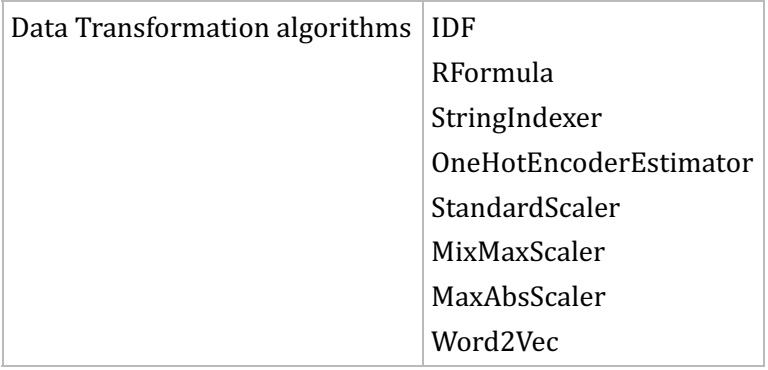 Data Transformation algorithms IDF
RFormula
StringIndexer
OneHotEncoderEstimator
StandardScaler
MixMaxScaler
MaxAbsScaler
Word2Vec